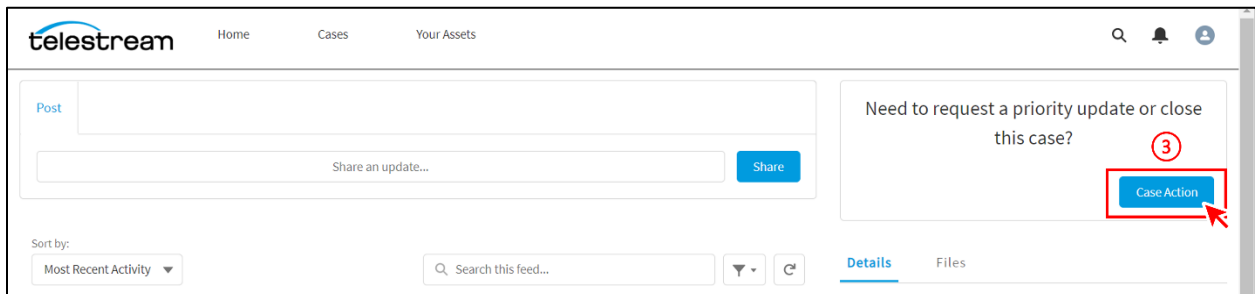 telestream
Home
Cases
Your Assets
Post
Share an update...
Share
Need to request a priority update or close
this case?
3
Case Action
Sort by:
Most Recent Activity
Search this feed...
Details
Files